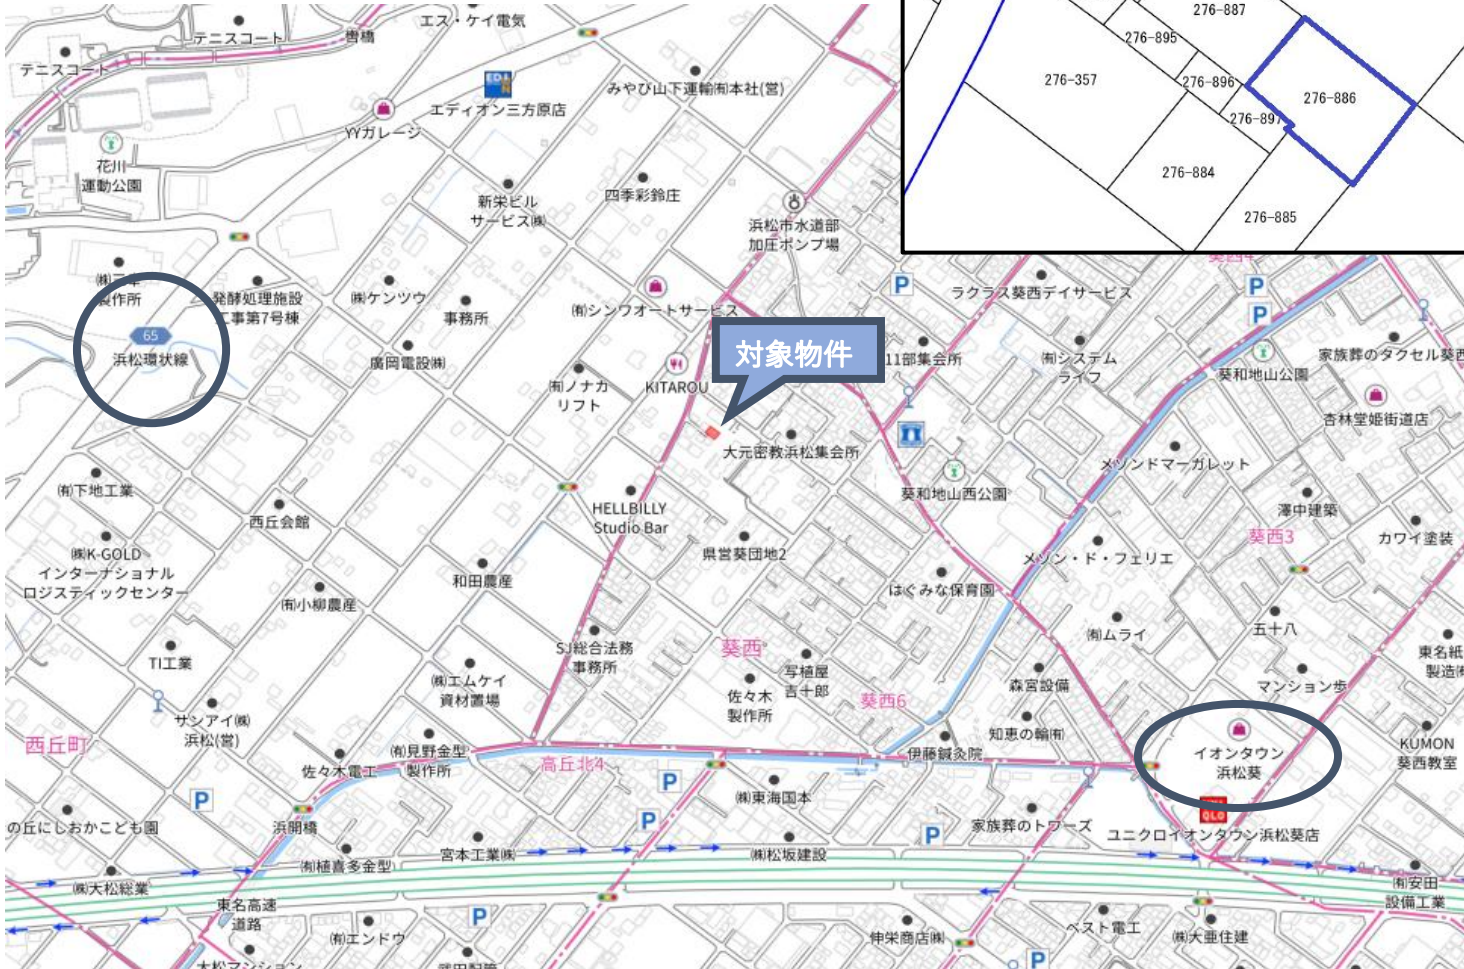 エス・ケイ電気
テニスコート
曹橋
テニスコート
エディオン三方原店
みやび山下運輸㈲本社(営)
YYガレージ
花川
運動公園
新栄ビル
サービス㈱
四季彩鈴庄
浜松市水道部
加圧ポンプ場
276-887
276-895
276-357
276-896
276-886
276-897
276-884
276-885
葵西4
製作所
発酵処理施設
工事第7号棟
65
浜松環状線
㈱ケンツウ
事務所
㈲シンワオートサービス
廣岡電設㈱
ラクラス葵西デイサービス
P
P
P
対象物件
11部集会所
㈲システム
ライフ
葵和地山公園
家族葬のタクセル葵西
杏林堂姫街道店
㈲ノナカ
リフト
KITAROU
大元密教浜松集会所
葵和地山西公園
メゾンドマーガレット
澤中建築
葵西3
カワイ塗装
㈲下地工業
西丘会館
HELLBILLY
Studio Bar
県営葵団地2
メゾン・ド・フェリエ
㈱K-GOLD
インターナショナル
ロジスティックセンター
㈲小柳農産
和田農産
はぐみな保育園
㈲ムライ
五十八
TI工業
SJ総合法務
事務所
葵西
写植屋
吉十郎
佐々木
製作所
葵西6
森宮設備
マンション歩
東名紙
製造㈲
㈱エムケイ
資材置場
サンアイ㈱
浜松(営)
西丘町
知恵の輪㈲
伊藤鍼灸院
イオンタウン
浜松葵
KUMON
葵西教室
佐々木電工
㈲見野金型
製作所
高丘北4
P
P
P
P
㈱東海国本
家族葬のトワーズ
UNI
QLO
ユニクロイオンタウン浜松葵店
の丘にしおかこども園
浜開橋
㈲植喜多金型
宮本工業㈱
㈱松坂建設
㈱大松総業
東名高速
道路
㈲安田
設備工業
P
㈲エンドウ
伸栄商店㈱
ベスト電工
㈱大亜住建
P
大松マンション